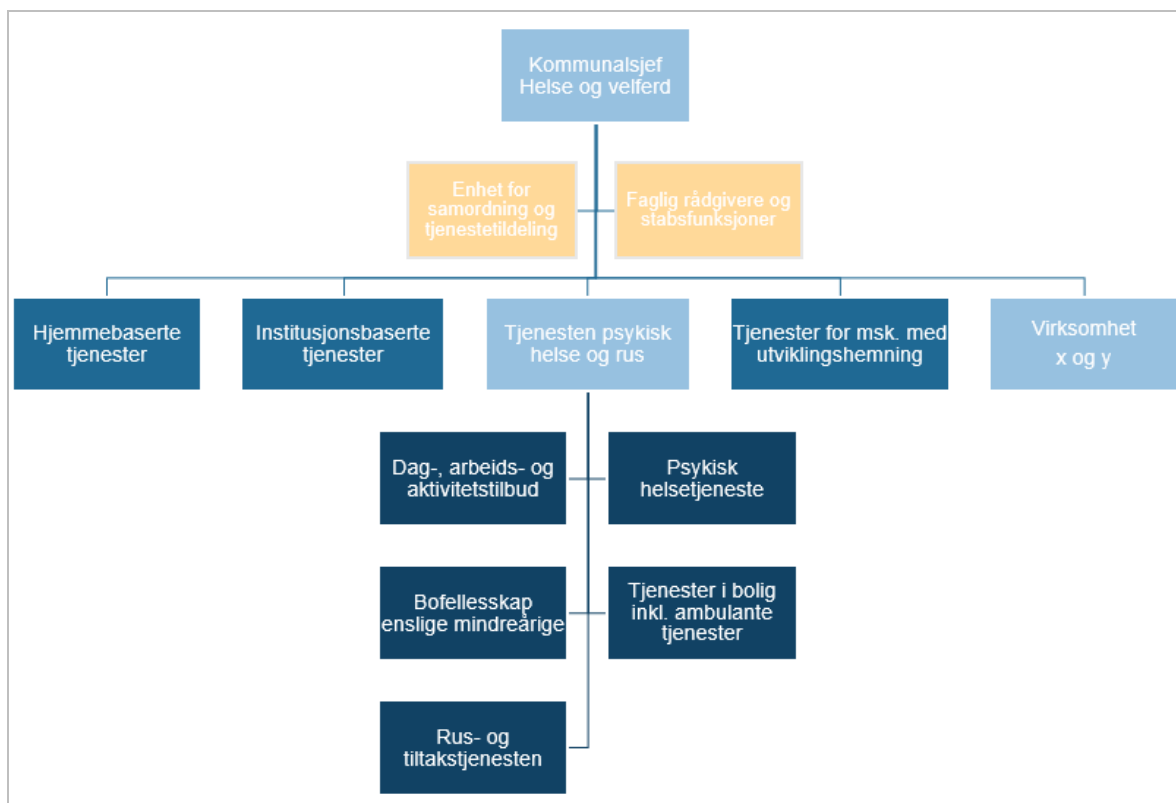 Kommunalsjef
Helse og velferd
Enhet for
samordning og
tjenestetildeling
Faglig rådgivere og
stabsfunksjoner
Hjemmebaserte
tjenester
Institusjonsbaserte
tjenester
Tjenesten psykisk
helse og rus
Tjenester for msk. med
utviklingshemning
Virksomhet
x og y
Dag-, arbeids- og
aktivitetstilbud
Psykisk
helsetjeneste
Bofellesskap
enslige mindreårige
Tjenester i bolig
inkl. ambulante
tjenester
Rus- og
tiltakstjenesten